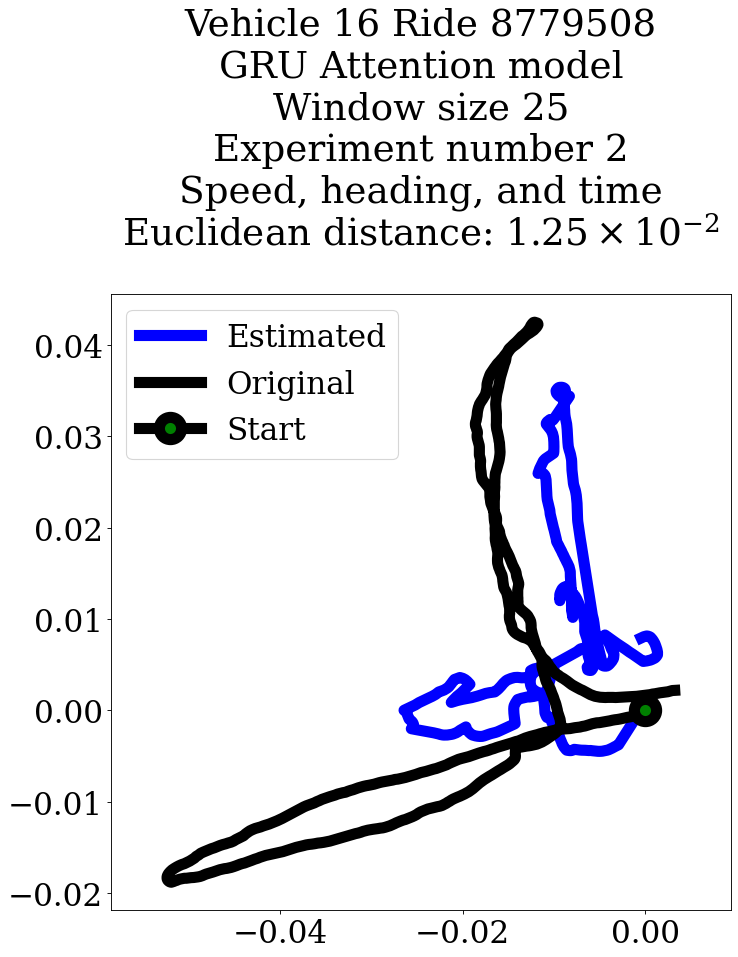 Vehicle 16 Ride 8779508
GRU Attention model
Window size 25
Experiment number 2
Speed, heading, and time
Euclidean distance: 1.25 × 10⁻²
Estimated
Original
Start
0.04
0.03
0.02
0.01
0.00
−0.01
−0.02
−0.04
−0.02
0.00